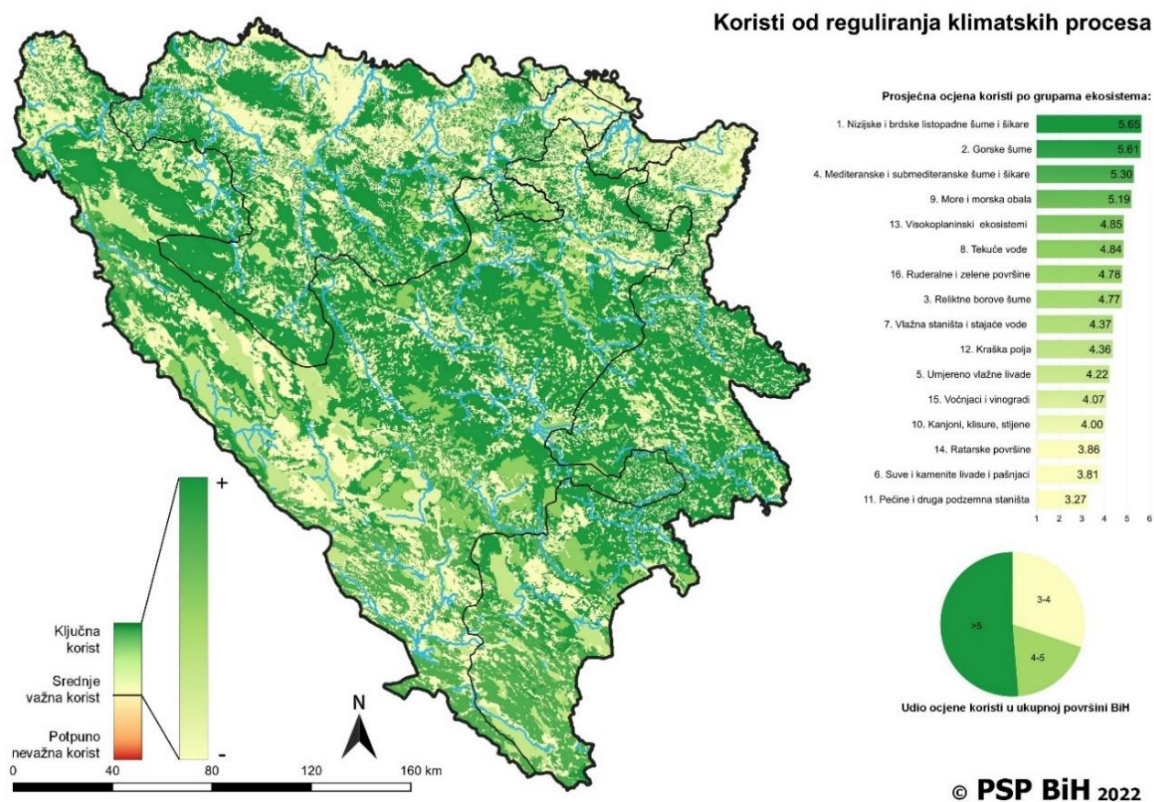 Koristi od reguliranja klimatskih procesa
Prosječna ocjena koristi po grupama ekosistema:
1. Nizijske i brdske listopadne šume i šikare 5.65
2. Gorske šume 5.61
4. Mediteranske i submediteranske šume i šikare 5.30
9. More i morska obala 5.19
13. Visokoplaninski ekosistemi 4.85
8. Tekuće vode 4.84
16. Ruderalne i zelene površine 4.78
3. Reliktne borove šume 4.77
7. Vlažna staništa i stajaće vode 4.37
12. Kraška polja 4.36
5. Umjereno vlažne livade 4.22
15. Voćnjaci i vinogradi 4.07
10. Kanjoni, klisure, stijene 4.00
14. Ratarske površine 3.86
6. Suve i kamenite livade i pašnjaci 3.81
11. Pećine i druga podzemna staništa 3.27
1 2 3 4 5 6
3-4
>5
4-5
Udio ocjene koristi u ukupnoj površini BiH
+
Ključna
korist
Srednje
važna korist
Potpuno
nevažna korist
-
N
0 40 80 120 160 km
© PSP BiH 2022